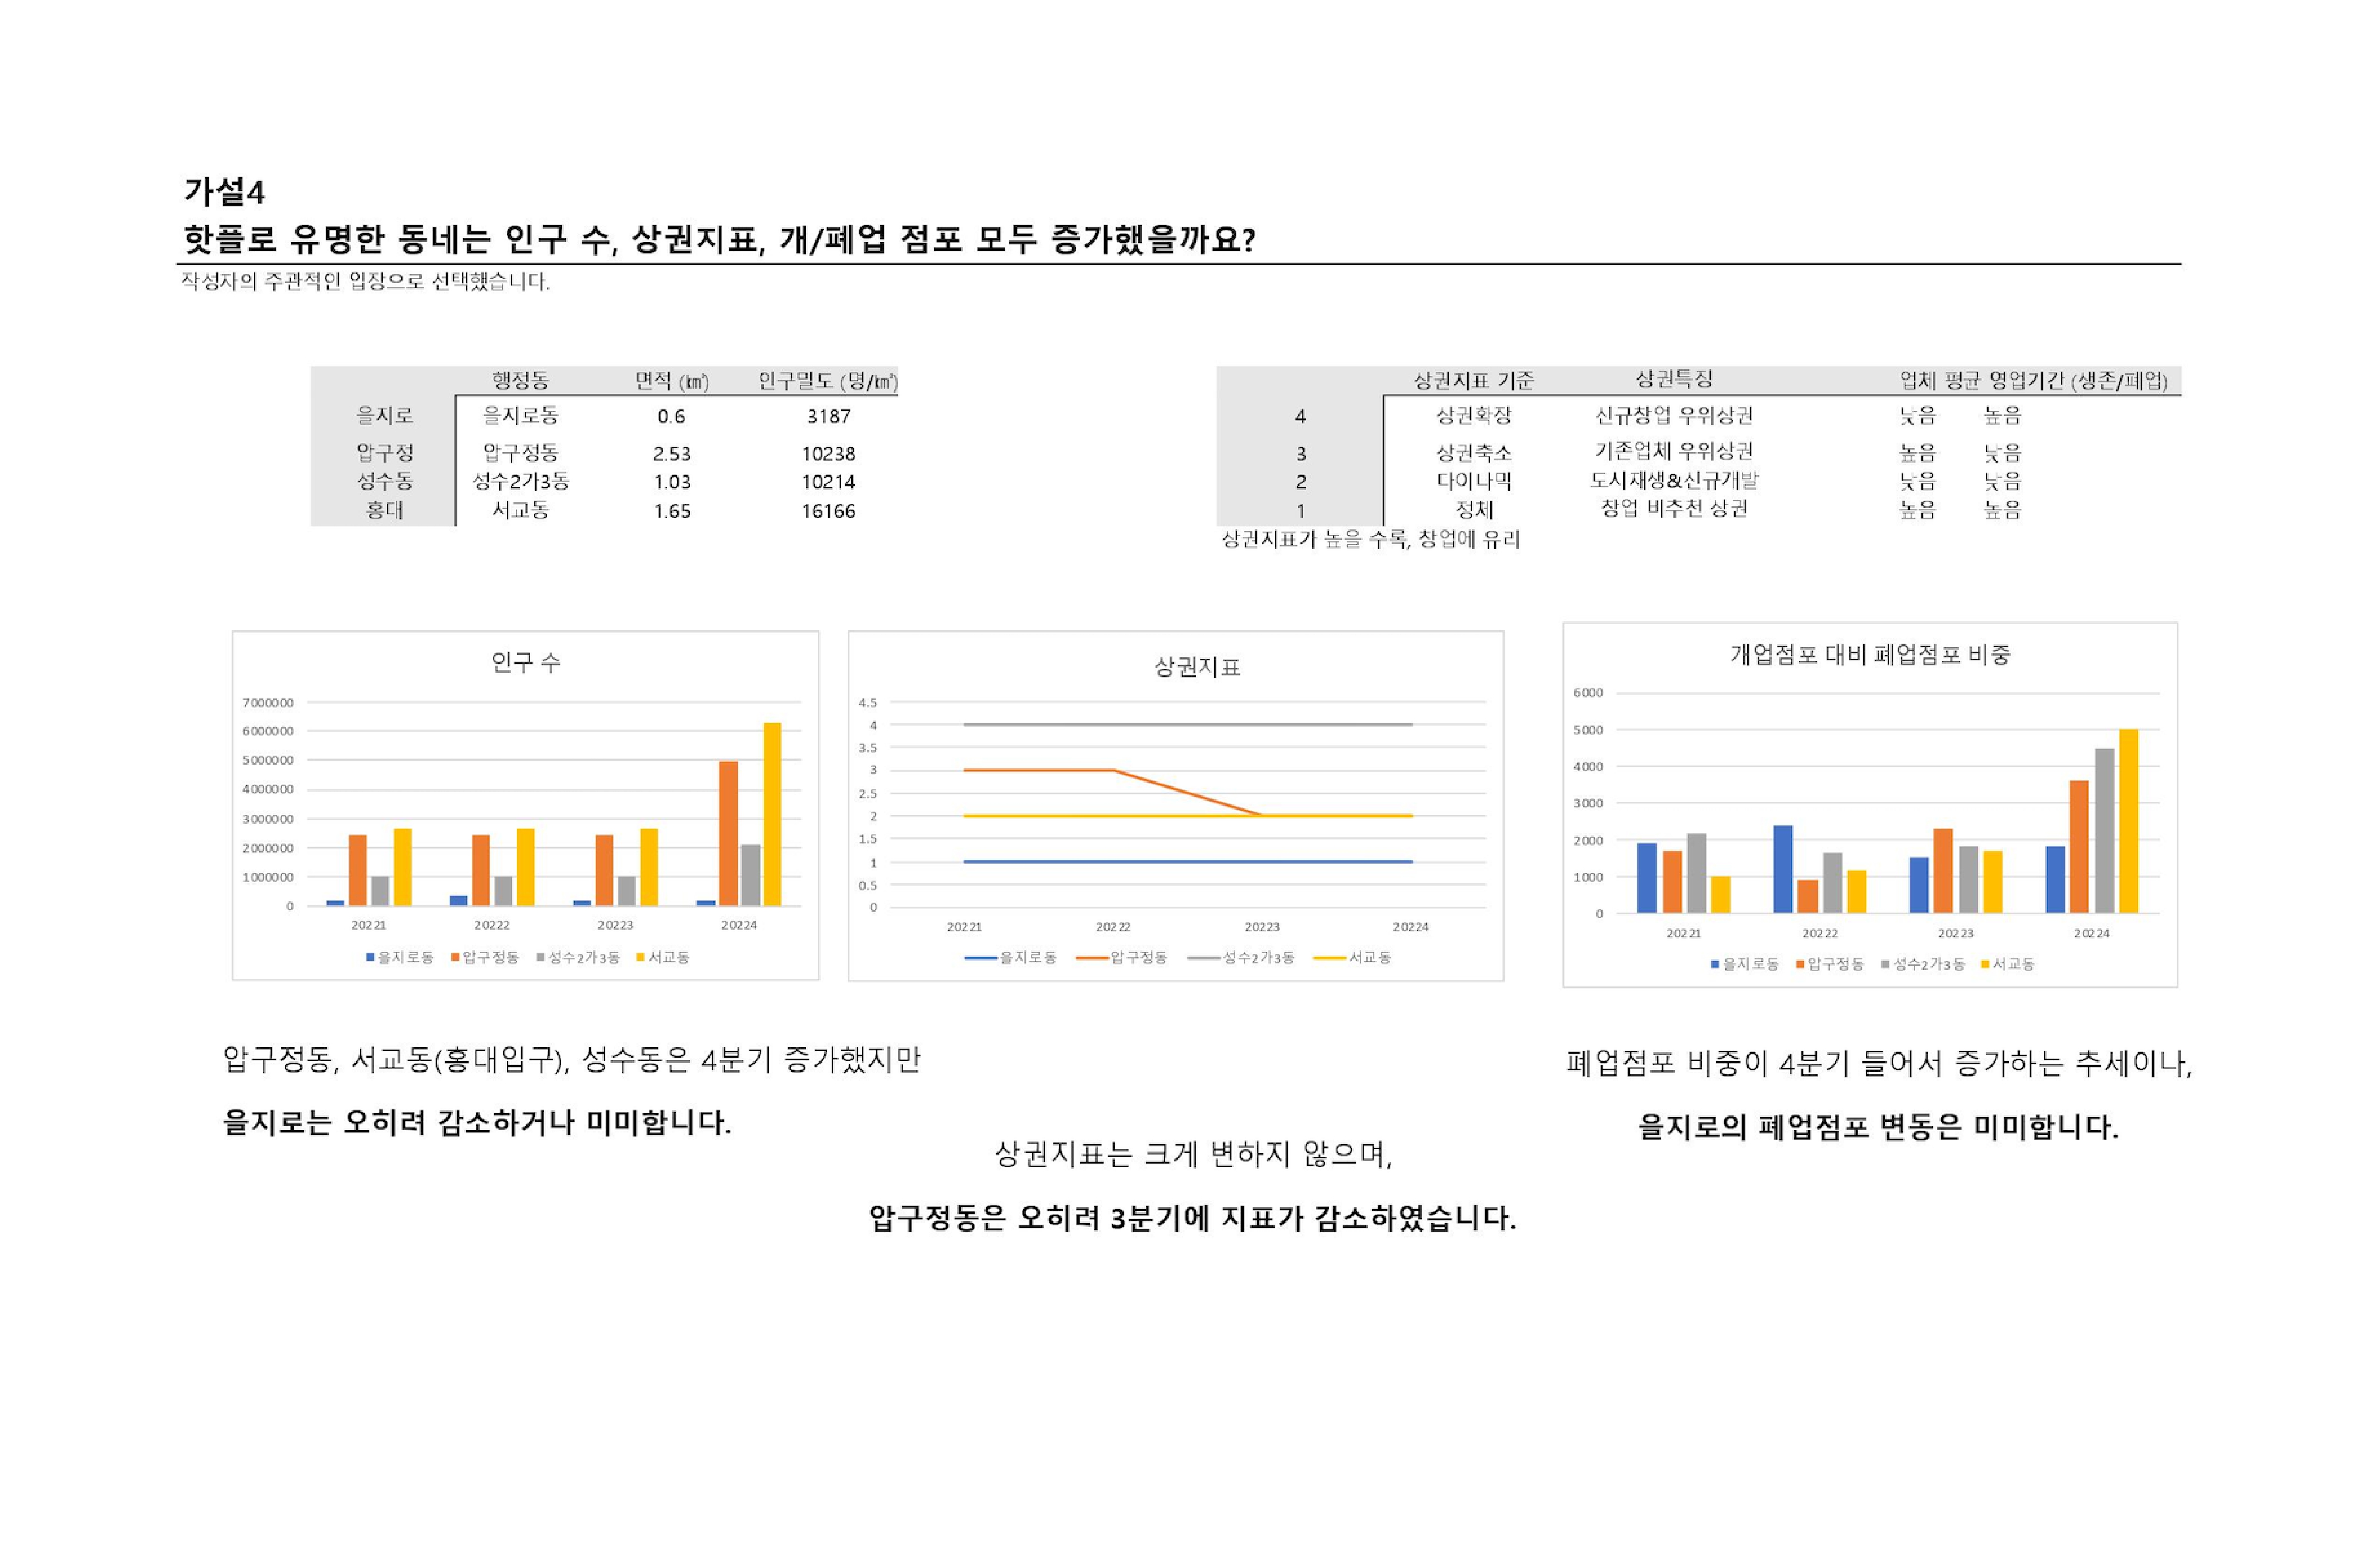 가설4
핫플로 유명한 동네는 인구 수, 상권지표, 개/폐업 점포 모두 증가했을까요?
작성자의 주관적인 입장으로 선택했습니다.
행정동 면적 (㎢) 인구밀도 (명/㎢)
을지로 을지로동 0.6 3187
압구정 압구정동 2.53 10238
성수동 성수2가3동 1.03 10214
홍대 서교동 1.65 16166
상권지표 기준 상권특징 업체 평균 영업기간 (생존/폐업)
4 상권확장 신규창업 우위상권 낮음 높음
3 상권축소 기존업체 우위상권 높음 낮음
2 다이나믹 도시재생&신규개발 낮음 낮음
1 정체 창업 비추천 상권 높음 높음
상권지표가 높을 수록, 창업에 유리
인구 수
7000000
6000000
5000000
4000000
3000000
2000000
1000000
0
20221 20222 20223 20224
을지로동 압구정동 성수2가3동 서교동
상권지표
4.5
4
3.5
3
2.5
2
1.5
1
0.5
0
20221 20222 20223 20224
을지로동 압구정동 성수2가3동 서교동
개업점포 대비 폐업점포 비중
6000
5000
4000
3000
2000
1000
0
20221 20222 20223 20224
을지로동 압구정동 성수2가3동 서교동
압구정동, 서교동(홍대입구), 성수동은 4분기 증가했지만
을지로는 오히려 감소하거나 미미합니다.
상권지표는 크게 변하지 않으며,
압구정동은 오히려 3분기에 지표가 감소하였습니다.
폐업점포 비중이 4분기 들어서 증가하는 추세이나,
을지로의 폐업점포 변동은 미미합니다.